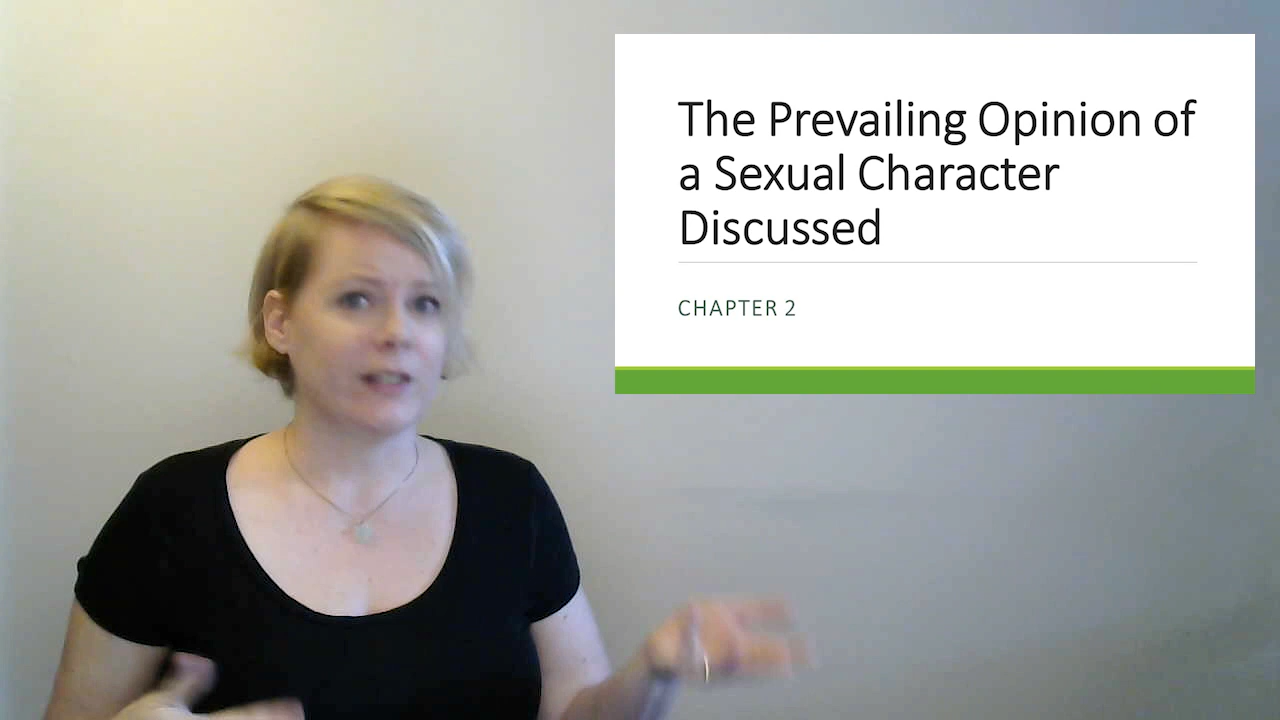 The Prevailing Opinion of
a Sexual Character
Discussed
CHAPTER 2